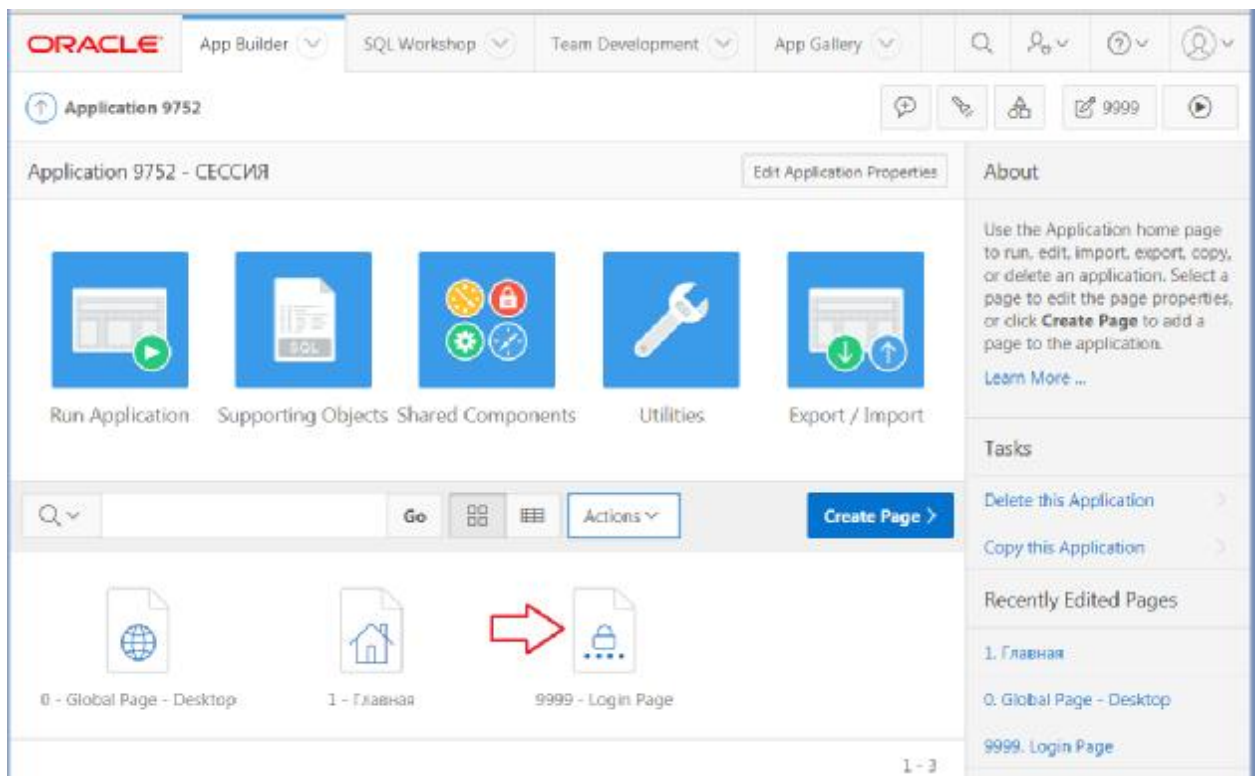 ORACLE App Builder SQL Workshop Team Development App Gallery
Application 9752
9999
Application 9752 - СЕССИЯ
Edit Application Properties
Run Application
Supporting Objects
SQL
Shared Components
Utilities
Export / Import
Go
Actions
Create Page
0 - Global Page - Desktop
1 - Главная
9999 - Login Page
1 - 3
About
Use the Application home page
to run, edit, import, export, copy,
or delete an application. Select a
page to edit the page properties,
or click Create Page to add a
page to the application.
Learn More ...
Tasks
Delete this Application
Copy this Application
Recently Edited Pages
1. Главная
0. Global Page - Desktop
9999. Login Page